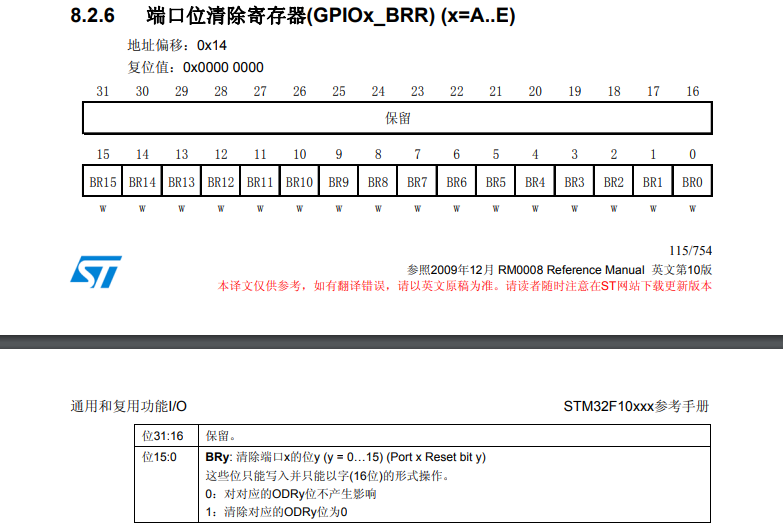 8.2.6 端口位清除寄存器(GPIOx_BRR) (x=A..E)
地址偏移：0x14
复位值：0x0000 0000
31 30 29 28 27 26 25 24 23 22 21 20 19 18 17 16
保留
15 14 13 12 11 10 9 8 7 6 5 4 3 2 1 0
BR15 BR14 BR13 BR12 BR11 BR10 BR9 BR8 BR7 BR6 BR5 BR4 BR3 BR2 BR1 BR0
w w w w w w w w w w w w w w w w
115/754
ST
参照2009年12月 RM0008 Reference Manual 英文第10版
本译文仅供参考，如有翻译错误，请以英文原稿为准。请读者随时注意在ST网站下载更新版本
通用和复用功能I/O STM32F10xxx参考手册
位31:16 保留。
位15:0 BRy: 清除端口x的位y (y = 0…15) (Port x Reset bit y)
这些位只能写入并只能以字(16位)的形式操作。
0：对对应的ODRy位不产生影响
1：清除对应的ODRy位为0